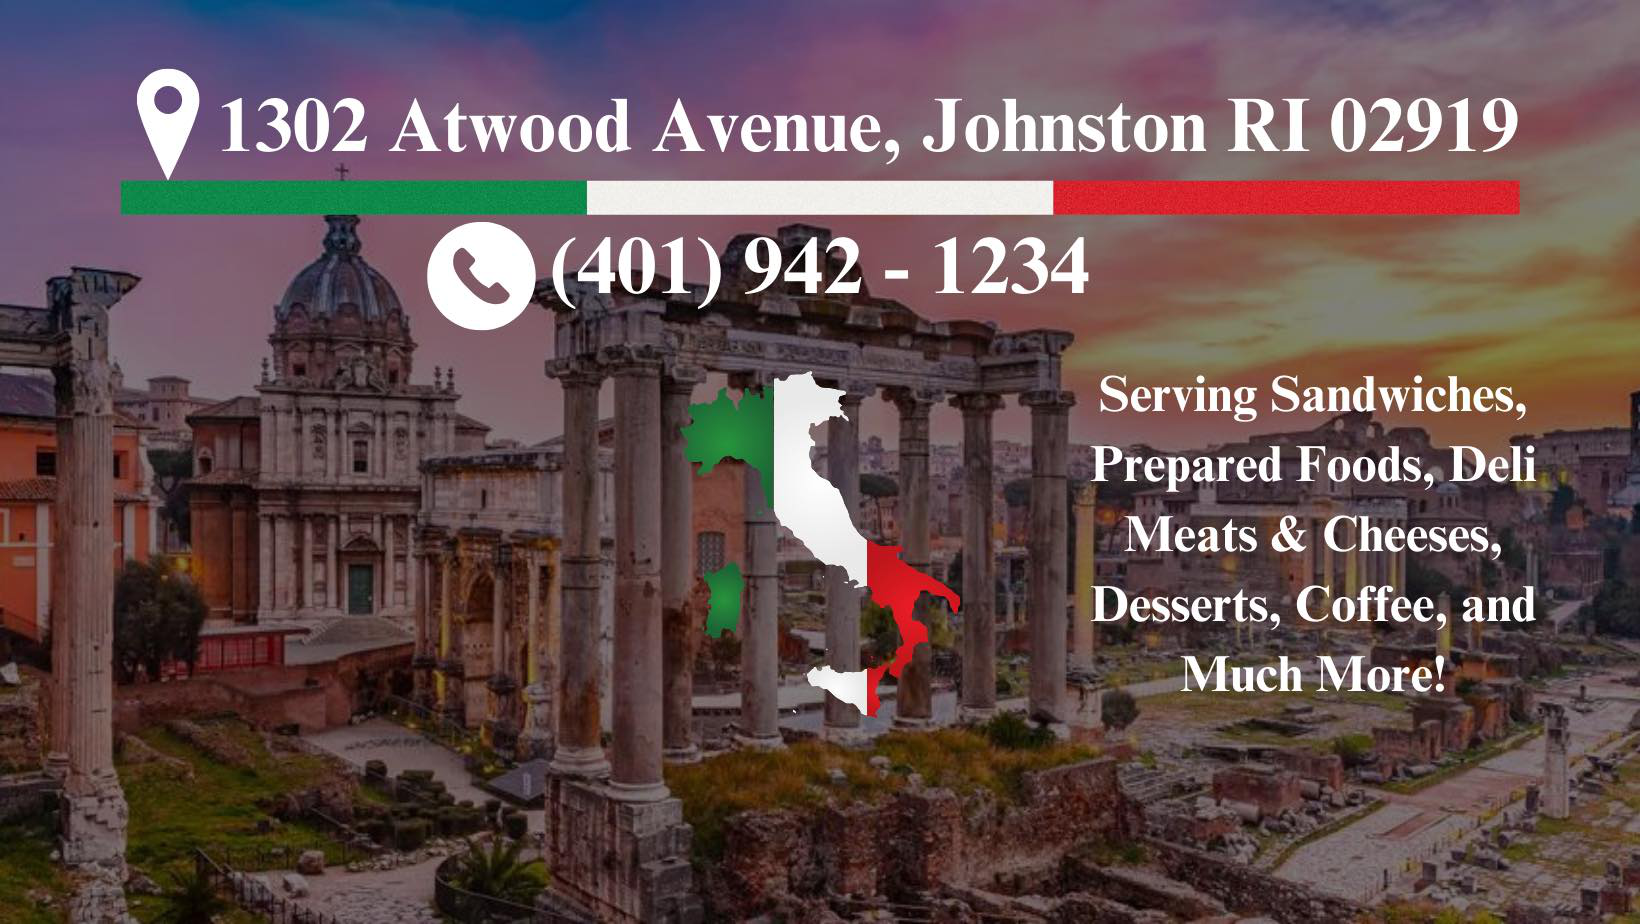 1302 Atwood Avenue, Johnston RI 02919
(401) 942 - 1234
Serving Sandwiches,
Prepared Foods, Deli
Meats & Cheeses,
Desserts, Coffee, and
Much More!